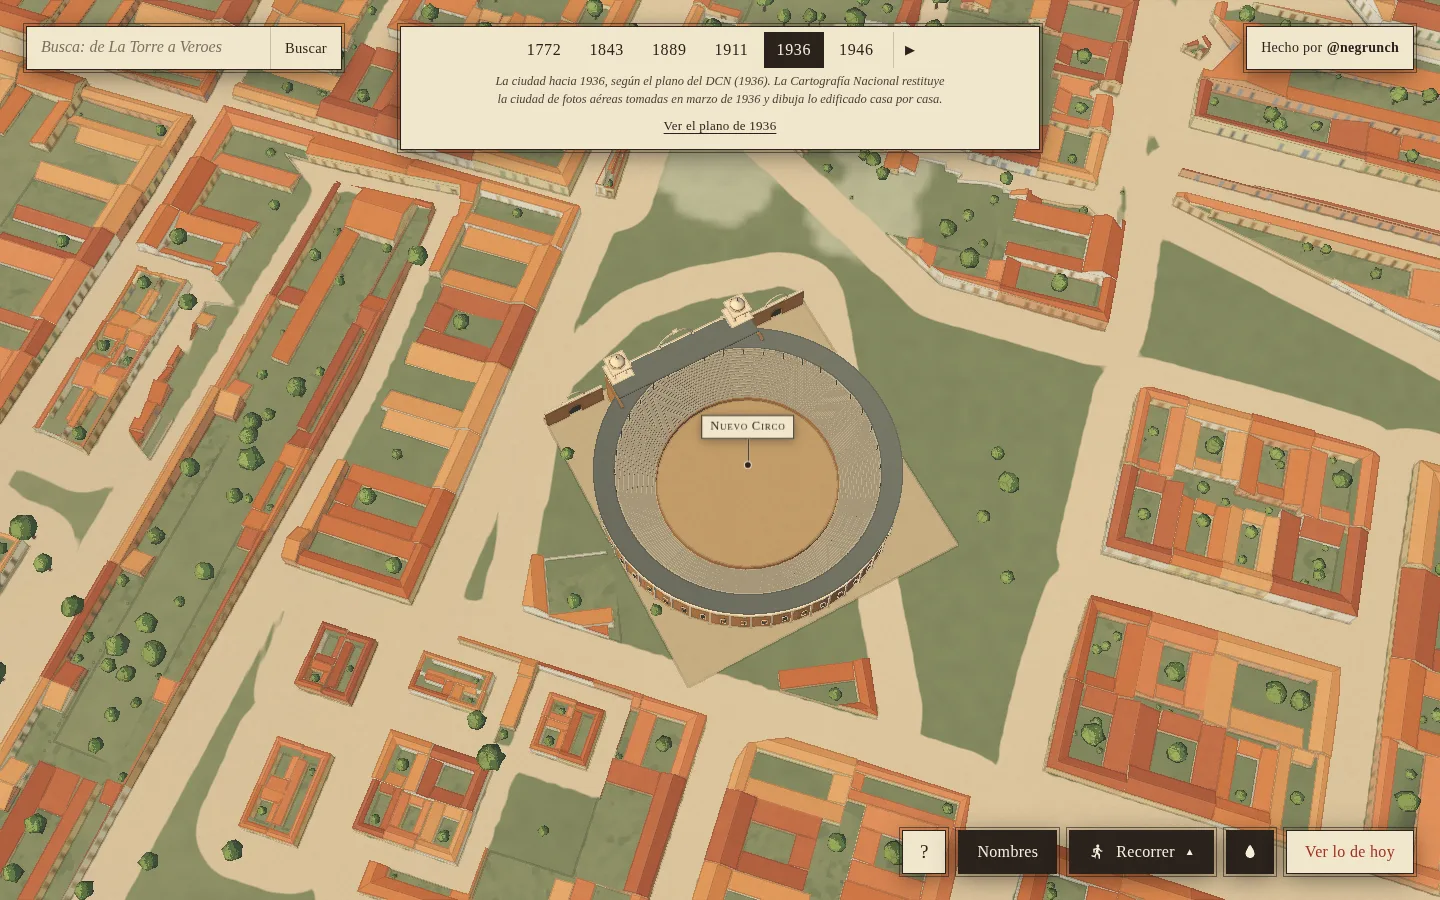 Busca: de La Torre a Veroes
Buscar
1772 1843 1889 1911 1936 1946 ▶
La ciudad hacia 1936, según el plano del DCN (1936). La Cartografía Nacional restituye
la ciudad de fotos aéreas tomadas en marzo de 1936 y dibuja lo edificado casa por casa.
Ver el plano de 1936
Hecho por @negrunch
Nuevo Circo
?
Nombres
Recorrer ▲
Ver lo de hoy